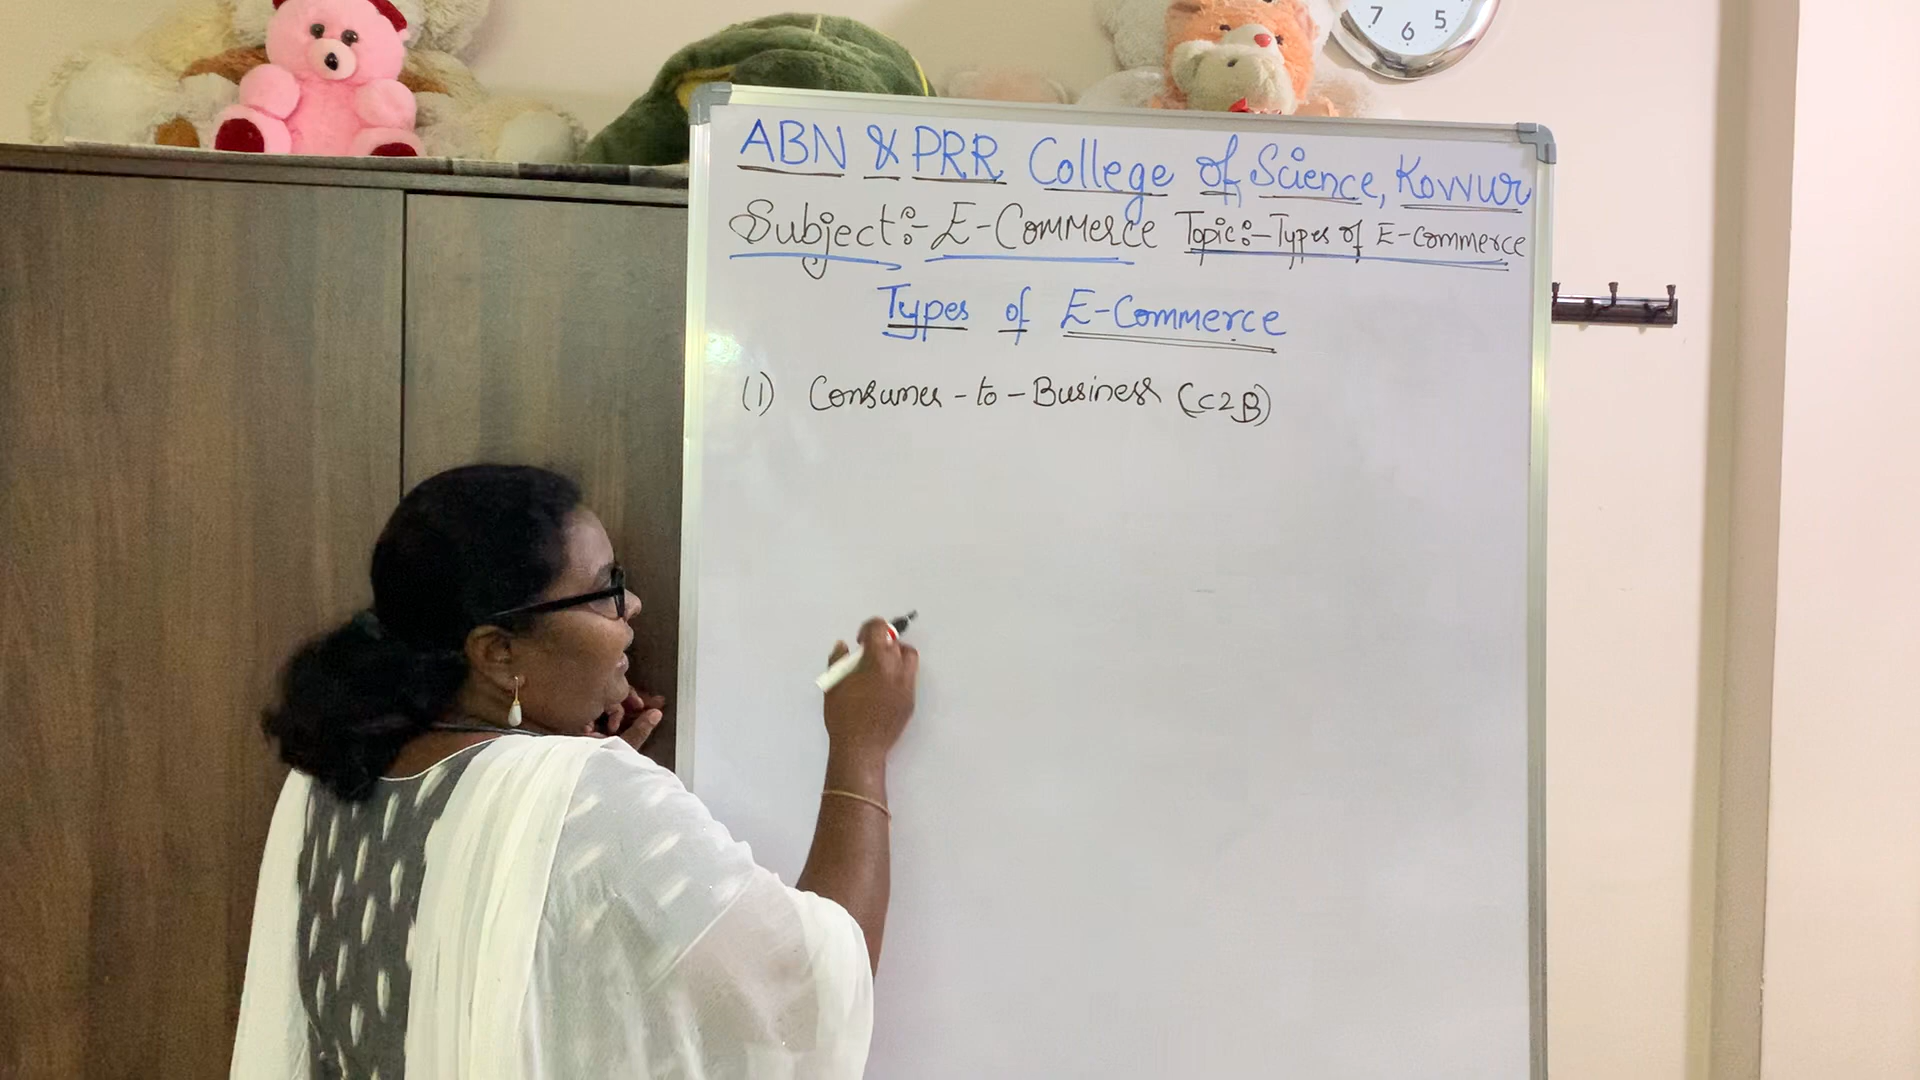 7 6 5
ABN & PRR College of Science, Kovvur
Subject:- E-Commerce Topic:- Types of E-commerce
Types of E-Commerce
(1) Consumer-to-Business (C2B)